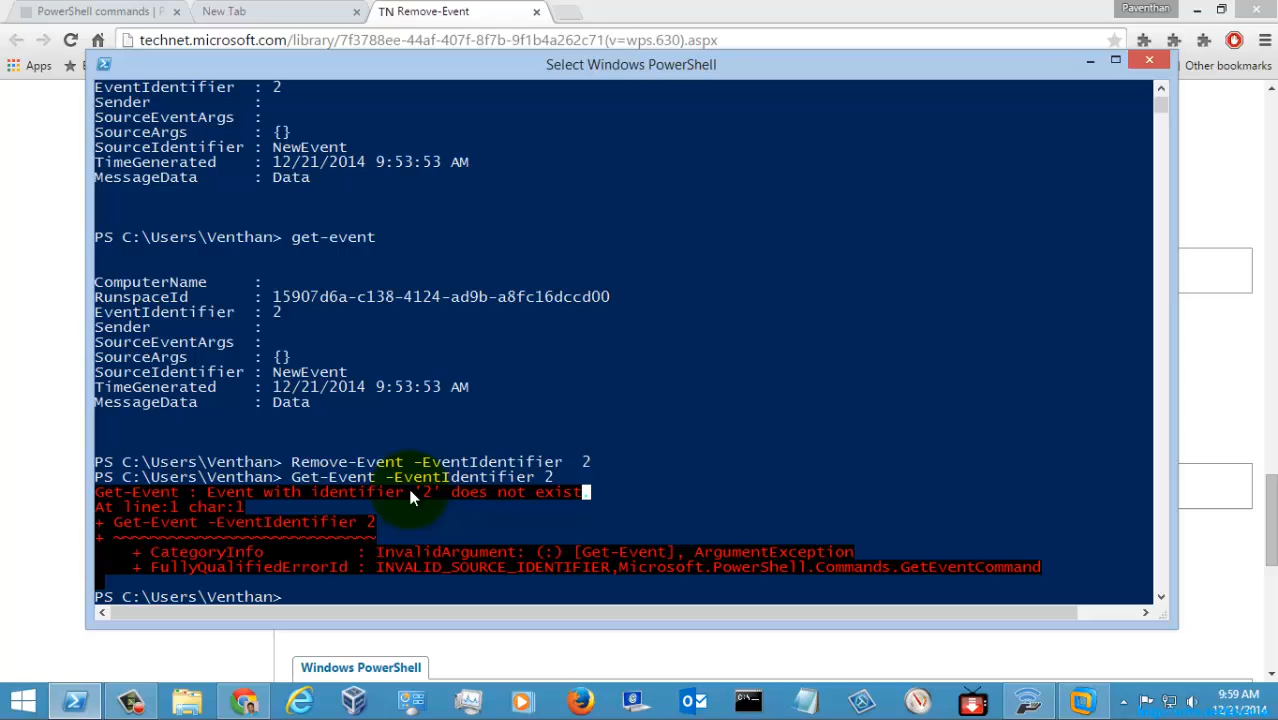 PowerShell commands | P
New Tab
TN Remove-Event
Paventhan
technet.microsoft.com/library/7f3788ee-44af-407f-8f7b-9f1b4a262c71(v=wps.630).aspx
Apps
Other bookmarks
Select Windows PowerShell
EventIdentifier : 2
Sender :
SourceEventArgs :
SourceArgs : {}
SourceIdentifier : NewEvent
TimeGenerated : 12/21/2014 9:53:53 AM
MessageData : Data
PS C:\Users\Venthan> get-event
ComputerName :
RunspaceId : 15907d6a-c138-4124-ad9b-a8fc16dccd00
EventIdentifier : 2
Sender :
SourceEventArgs :
SourceArgs : {}
SourceIdentifier : NewEvent
TimeGenerated : 12/21/2014 9:53:53 AM
MessageData : Data
PS C:\Users\Venthan> Remove-Event -EventIdentifier 2
PS C:\Users\Venthan> Get-Event -EventIdentifier 2
Get-Event : Event with identifier '2' does not exist.
At line:1 char:1
+ Get-Event -EventIdentifier 2
+ ~~~~~~~~~~~~~~~~~~~~~~~~~~~~
+ CategoryInfo : InvalidArgument: (:) [Get-Event], ArgumentException
+ FullyQualifiedErrorId : INVALID_SOURCE_IDENTIFIER,Microsoft.PowerShell.Commands.GetEventCommand
PS C:\Users\Venthan>
Windows PowerShell
9:59 AM
12/21/2014